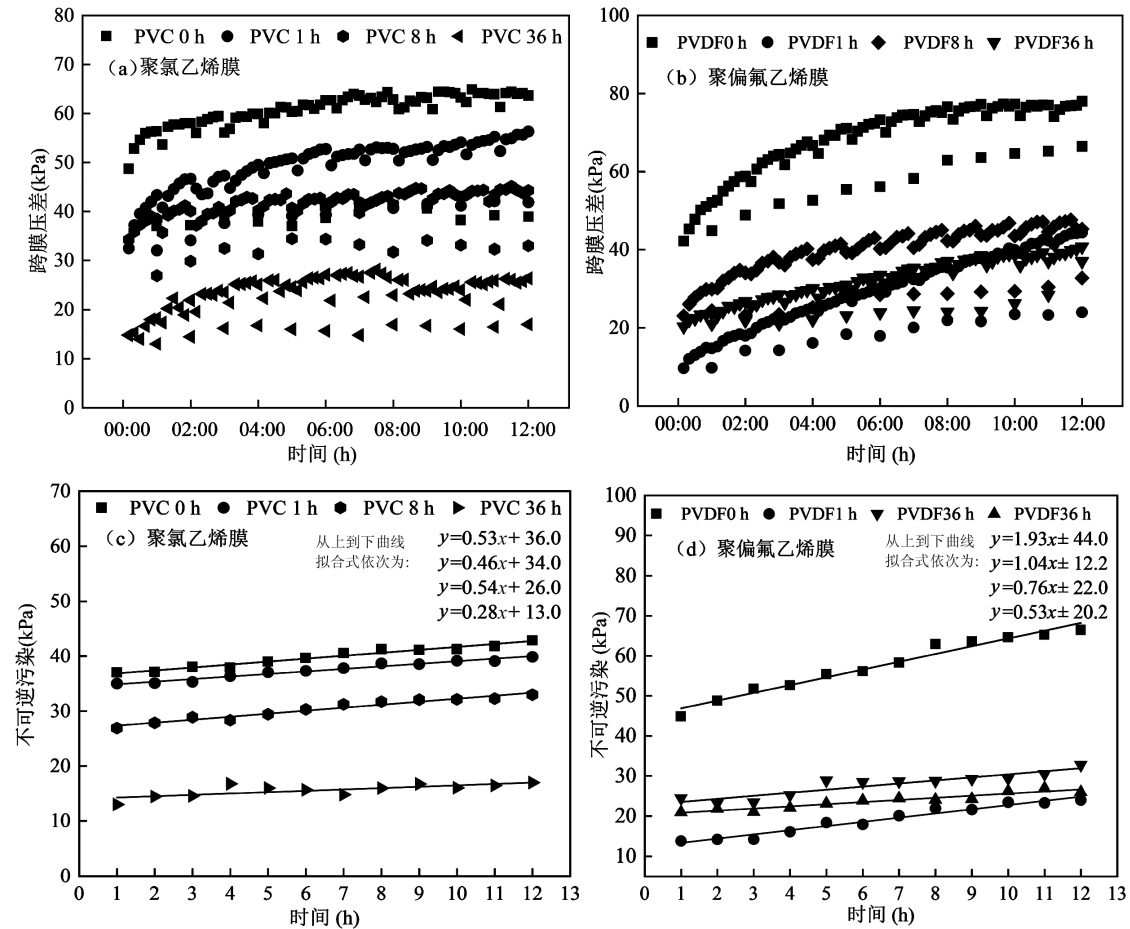 80
70
60
50
40
30
20
10
0
跨膜压差(kPa)
PVC 0 h PVC 1 h PVC 8 h PVC 36 h
（a）聚氯乙烯膜
00:00 02:00 04:00 06:00 08:00 10:00 12:00
时间 (h)
100
80
60
40
20
0
跨膜压差(kPa)
PVDF0 h PVDF1 h PVDF8 h PVDF36 h
（b）聚偏氟乙烯膜
00:00 02:00 04:00 06:00 08:00 10:00 12:00
时间 (h)
70
60
50
40
30
20
10
0
不可逆污染(kPa)
PVC 0 h PVC 1 h PVC 8 h PVC 36 h
（c）聚氯乙烯膜
从上到下曲线
拟合式依次为:
y=0.53x+ 36.0
y=0.46x+ 34.0
y=0.54x+ 26.0
y=0.28x+ 13.0
0 1 2 3 4 5 6 7 8 9 10 11 12 13
时间 (h)
100
90
80
70
60
50
40
30
20
10
不可逆污染 (kPa)
PVDF0 h PVDF1 h PVDF36 h PVDF36 h
（d）聚偏氟乙烯膜
从上到下曲线
拟合式依次为:
y=1.93x± 44.0
y=1.04x± 12.2
y=0.76x± 22.0
y=0.53x± 20.2
0 1 2 3 4 5 6 7 8 9 10 11 12 13
时间 (h)